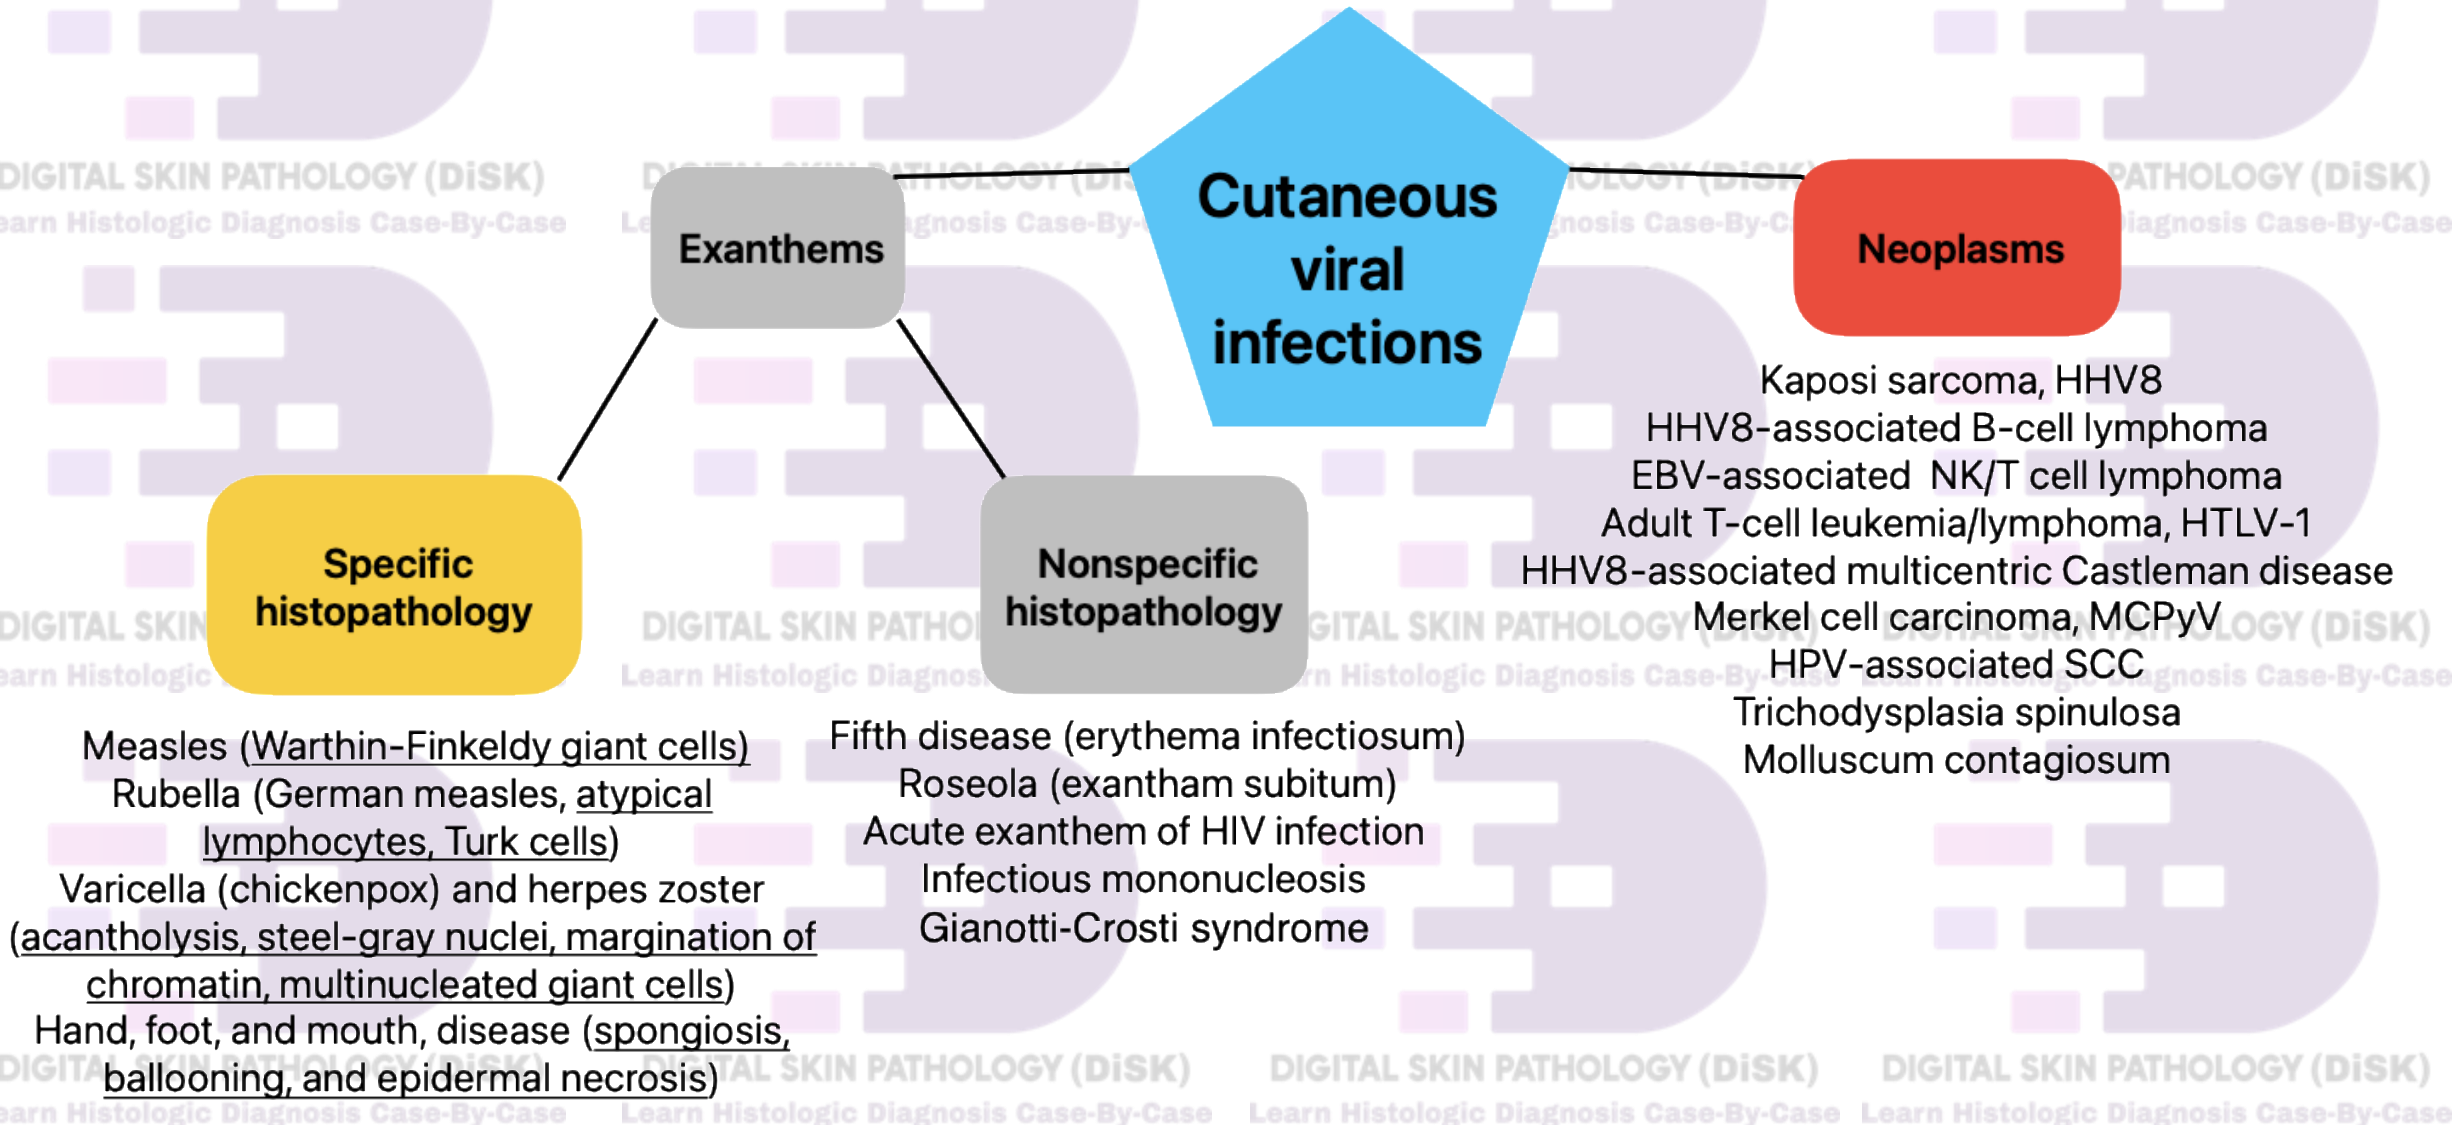 Cutaneous
viral
infections
Exanthems
Neoplasms
Specific
histopathology
Measles (Warthin-Finkeldy giant cells)
Rubella (German measles, atypical
lymphocytes, Turk cells)
Varicella (chickenpox) and herpes zoster
(acantholysis, steel-gray nuclei, margination of
chromatin, multinucleated giant cells)
Hand, foot, and mouth, disease (spongiosis,
ballooning, and epidermal necrosis)
Nonspecific
histopathology
Fifth disease (erythema infectiosum)
Roseola (exantham subitum)
Acute exanthem of HIV infection
Infectious mononucleosis
Gianotti-Crosti syndrome
Kaposi sarcoma, HHV8
HHV8-associated B-cell lymphoma
EBV-associated  NK/T cell lymphoma
Adult T-cell leukemia/lymphoma, HTLV-1
HHV8-associated multicentric Castleman disease
Merkel cell carcinoma, MCPyV
HPV-associated SCC
Trichodysplasia spinulosa
Molluscum contagiosum
DIGITAL SKIN PATHOLOGY (DiSK)
Learn Histologic Diagnosis Case-By-Case